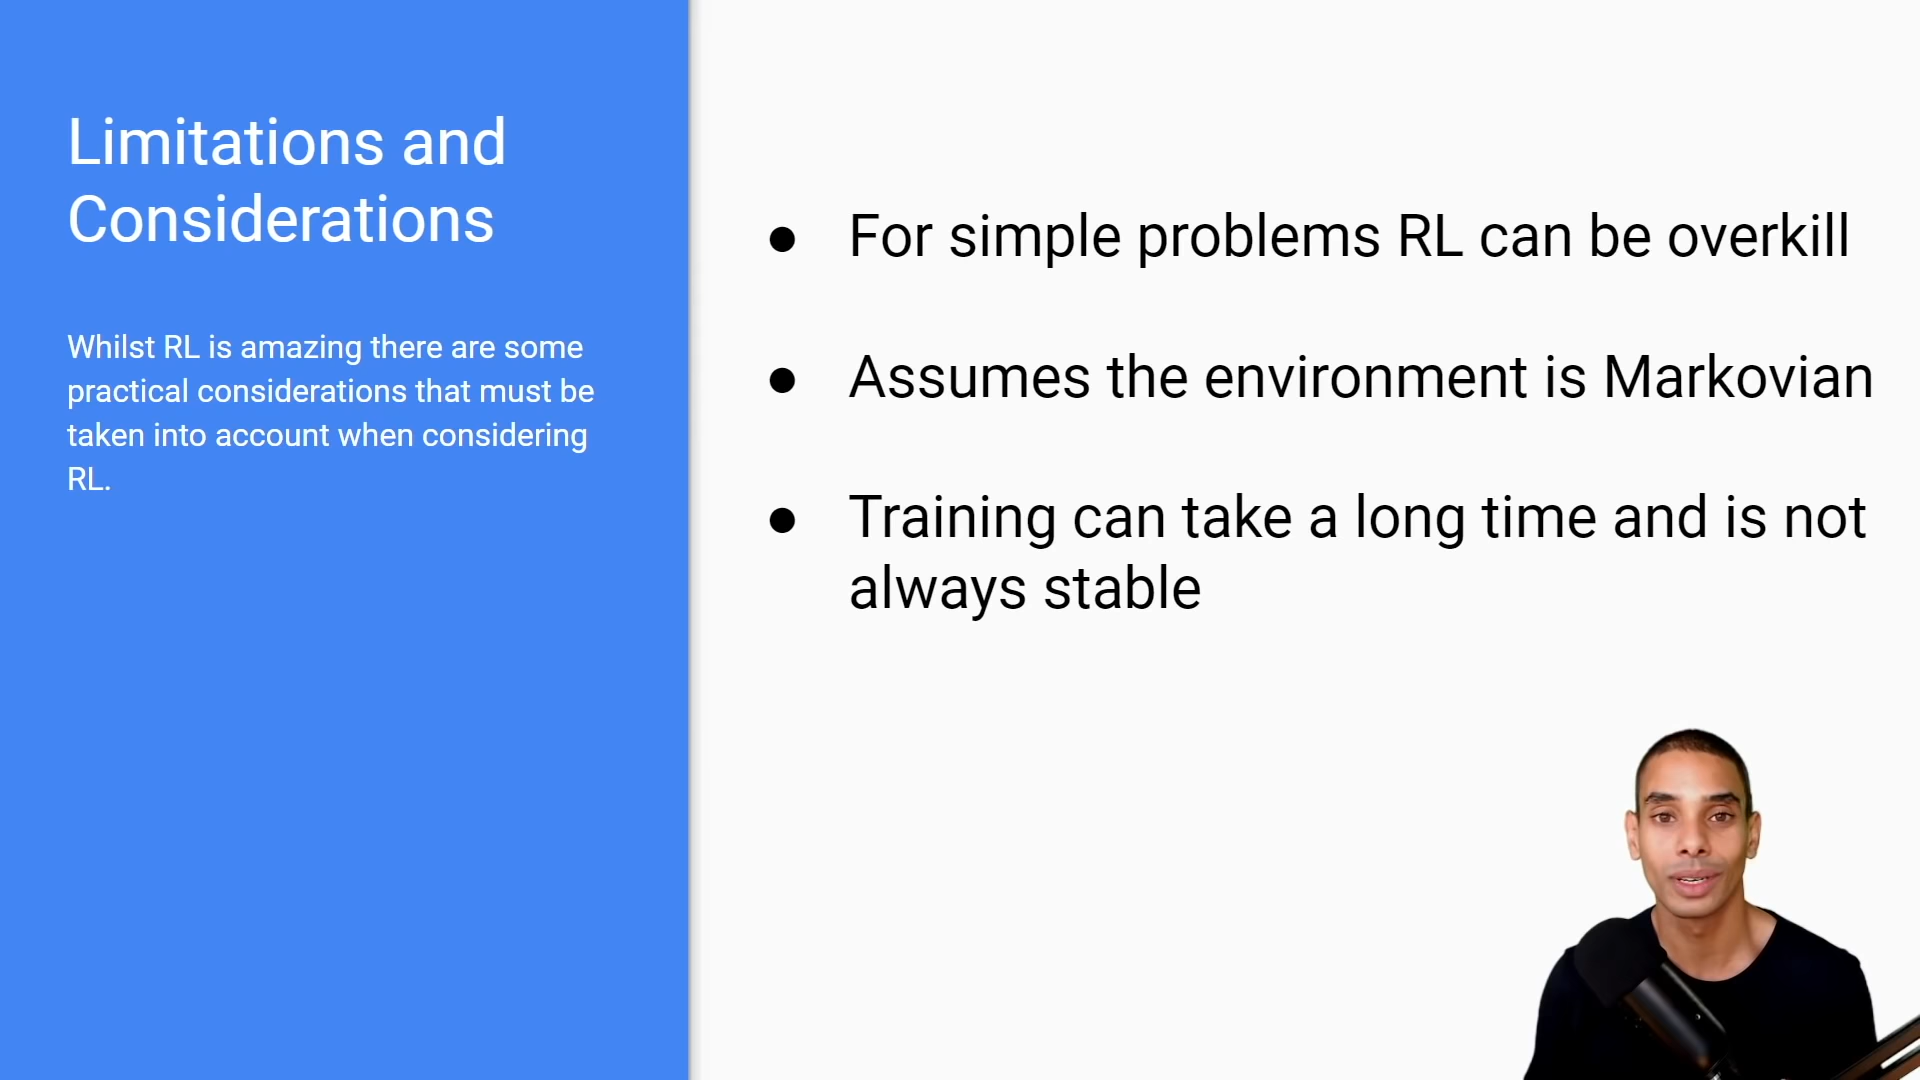 Limitations and
Considerations
Whilst RL is amazing there are some
practical considerations that must be
taken into account when considering
RL.
● For simple problems RL can be overkill
● Assumes the environment is Markovian
● Training can take a long time and is not
always stable